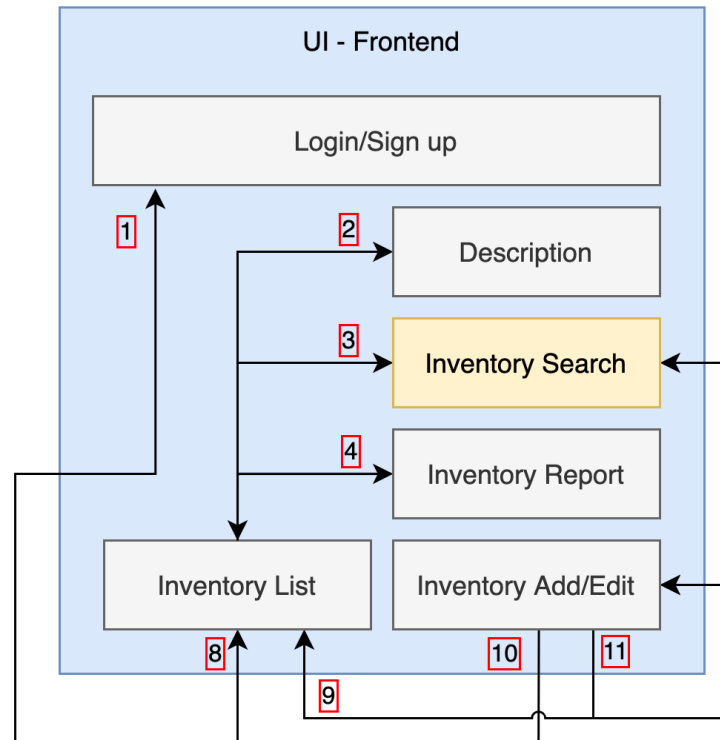 UI - Frontend
Login/Sign up
1
2
Description
3
Inventory Search
4
Inventory Report
Inventory List
Inventory Add/Edit
8
10
11
9